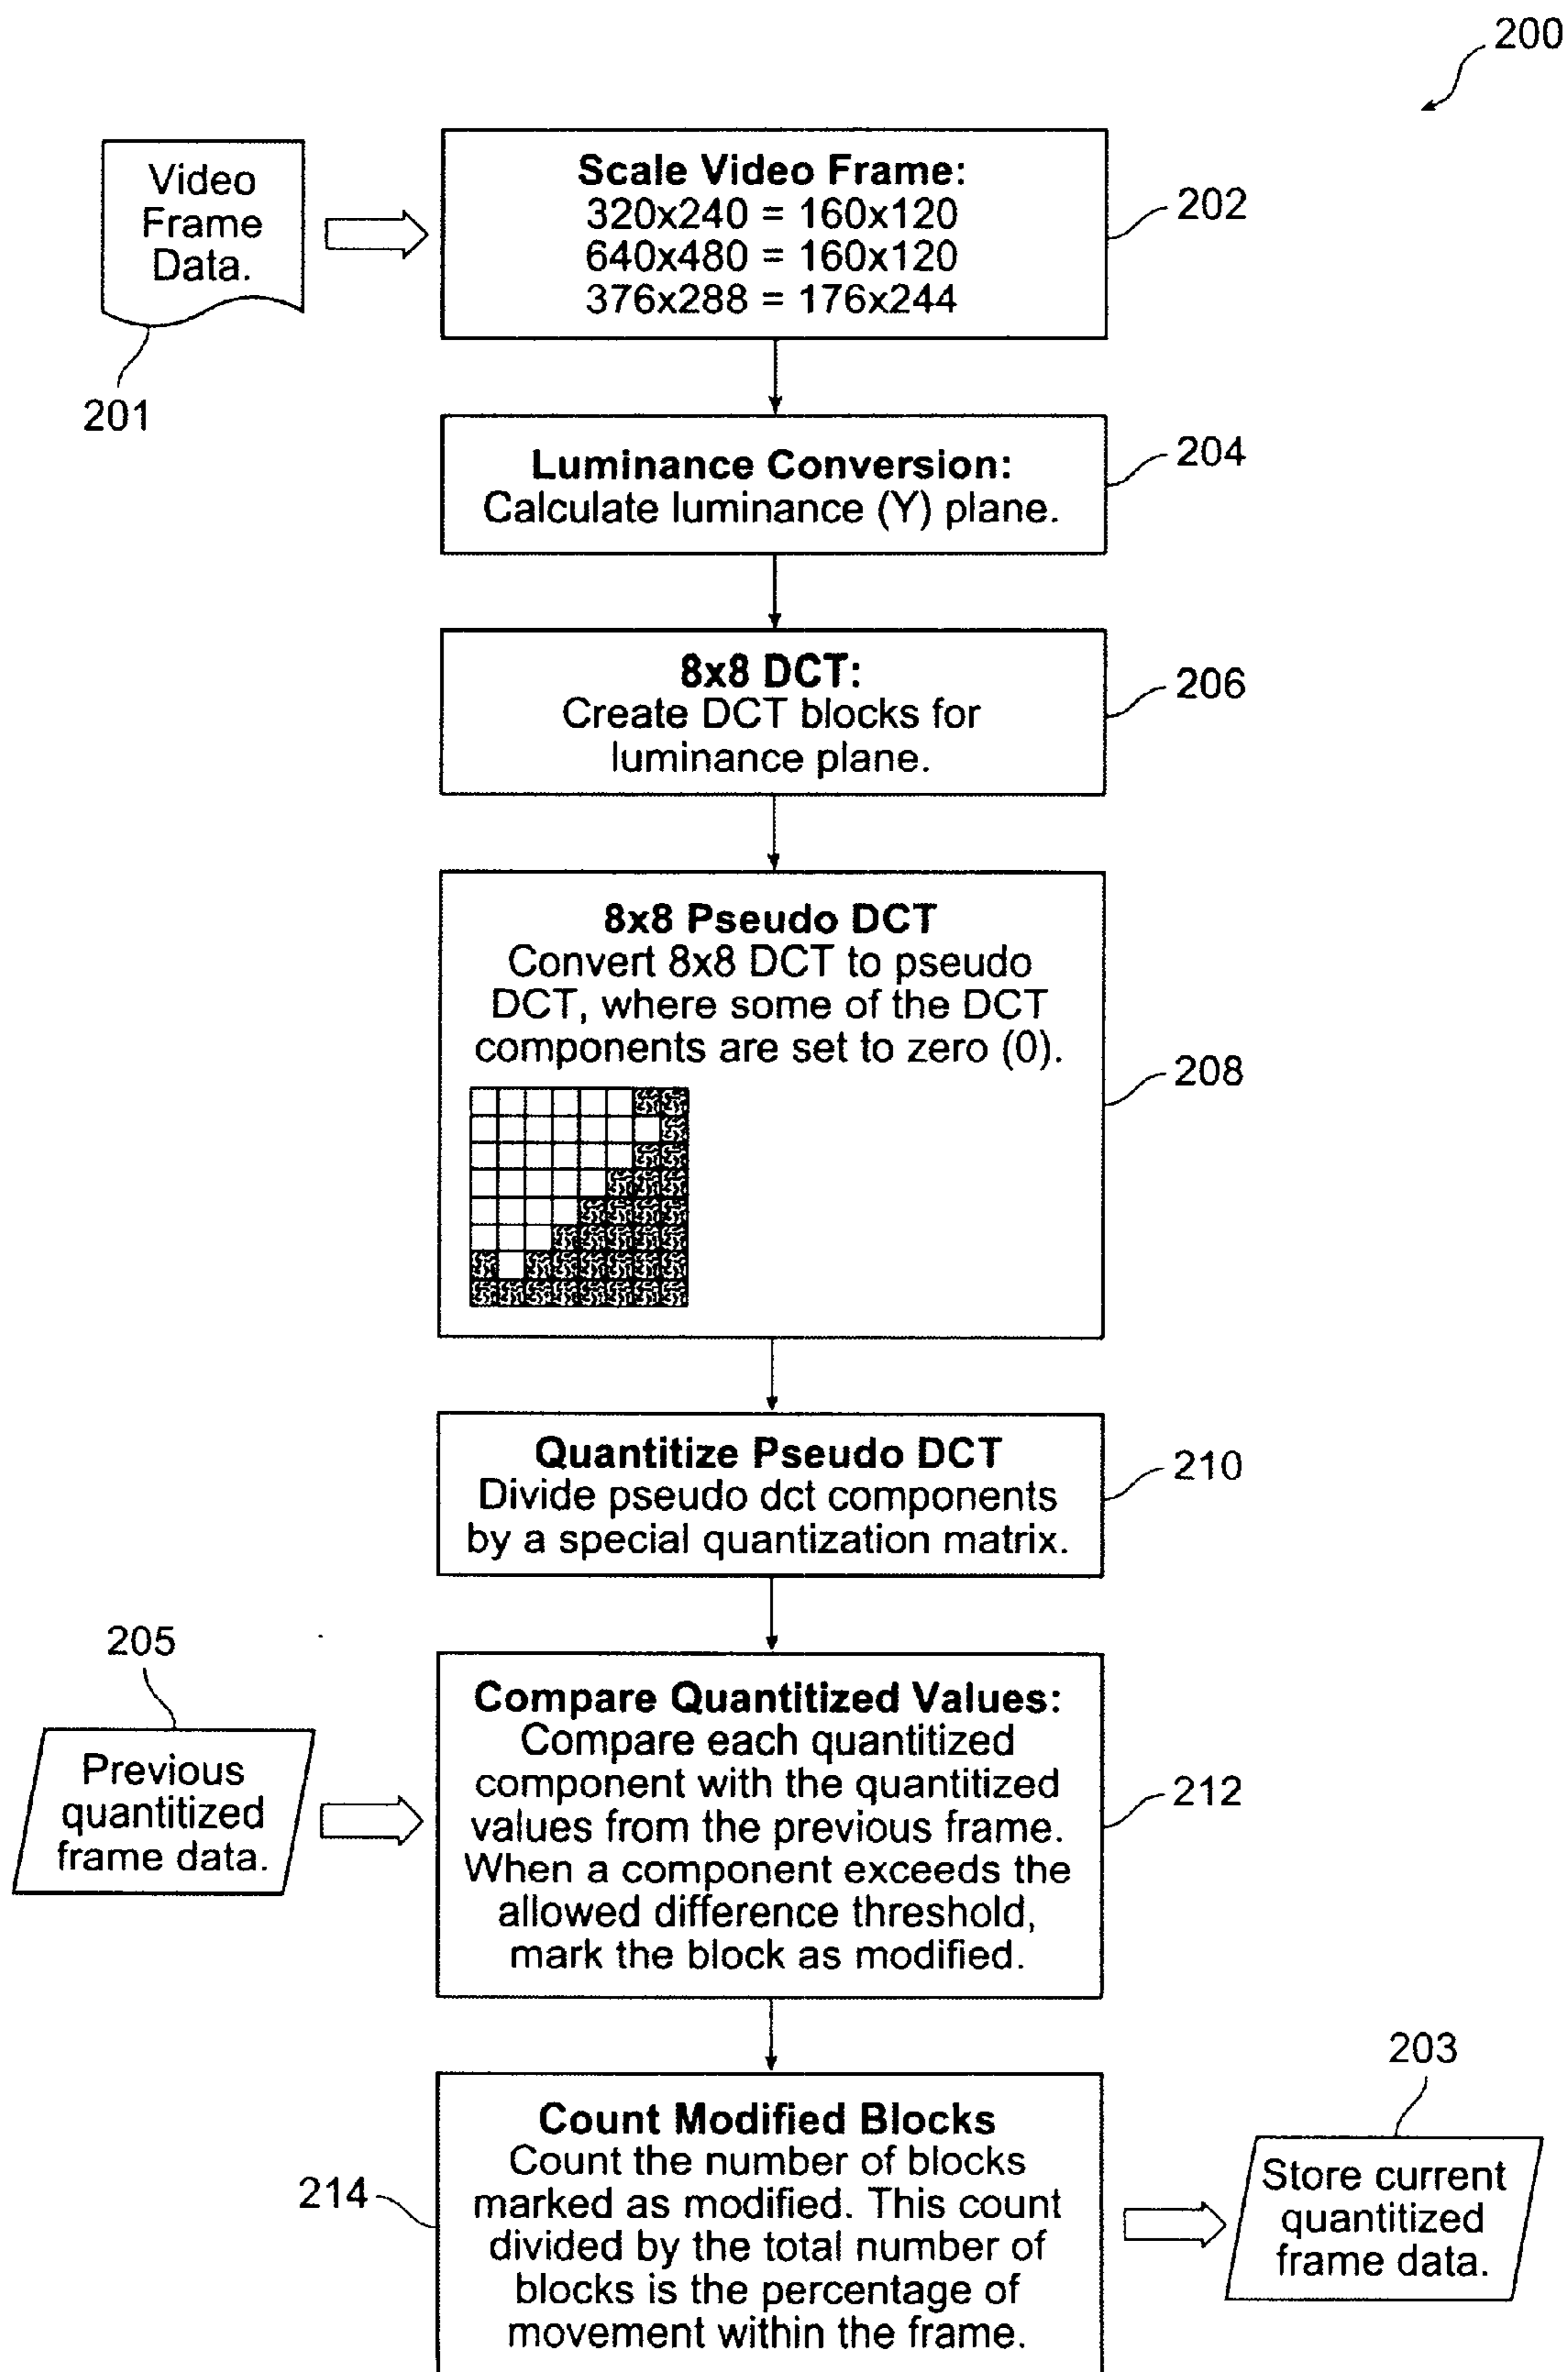 200
Video
Frame
Data.
201
Scale Video Frame:
320x240 = 160x120
640x480 = 160x120
376x288 = 176x244
202
Luminance Conversion:
Calculate luminance (Y) plane.
204
8x8 DCT:
Create DCT blocks for
luminance plane.
206
8x8 Pseudo DCT
Convert 8x8 DCT to pseudo
DCT, where some of the DCT
components are set to zero (0).
208
Quantitize Pseudo DCT
Divide pseudo dct components
by a special quantization matrix.
210
205
Previous
quantitized
frame data.
Compare Quantitized Values:
Compare each quantitized
component with the quantitized
values from the previous frame.
When a component exceeds the
allowed difference threshold,
mark the block as modified.
212
Count Modified Blocks
Count the number of blocks
marked as modified. This count
divided by the total number of
blocks is the percentage of
movement within the frame.
214
203
Store current
quantitized
frame data.